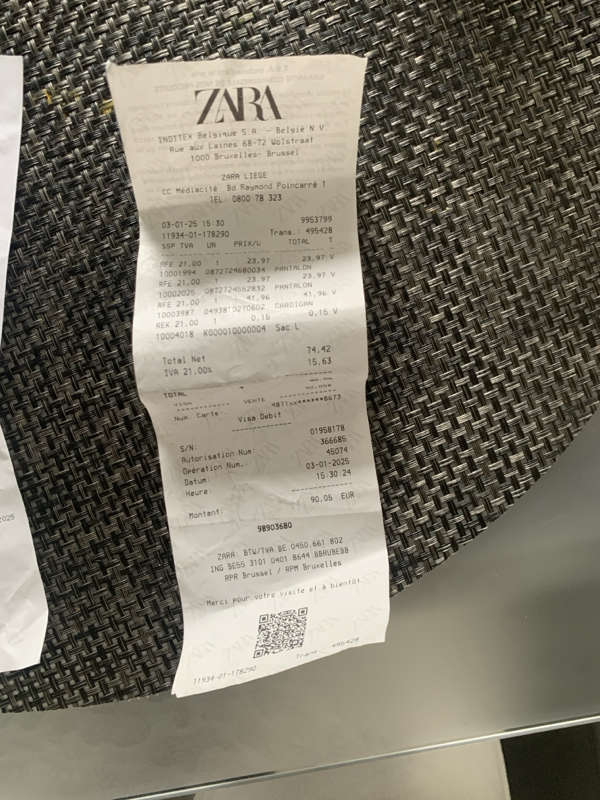 ZARA
INDITEX Belgique S.A. - België N.V.
Rue aux Laines 68-72 Wolstraat
1000 Bruxelles- Brussel
ZARA LIEGE
CC Médiacité Bd Raymond Poincarré 1
TEL: 0800 78 323
03-01-25 15:30 9953799
11934-01-178290 Trans.: 495428
SSP TVA UN PRIX/U TOTAL T
RFE 21.00 1 23.97 23.97 V
10001994 0872724680034 PANTALON
RFE 21.00 1 23.97 23.97 V
10002025 PANTALON
RFE 21.00 1 41.96 41,96 V
10003987 CARDIGAN
REK 21.00 1 0.15 0,15 V
10004018 K000010000004 Sac L
Total Net 74,42
IVA 21,00% 15,63
TOTAL
VISA VENTE
Num. Carte: 4871********8673
Visa Debit
S/N: 01958178
Autorisation Num: 366685
Opération Num.: 45074
Datum: 03-01-2025
Heure: 15:30:24
Montant: 90,05 EUR
98903680
ZARA: BTW/TVA BE 0450.661.802
ING BE55 3101 0401 8644 BBRUBEBB
RPR Brussel / RPM Bruxelles
Merci pour votre visite et à bientôt
11934-01-178290 Trans.: 495428
2025